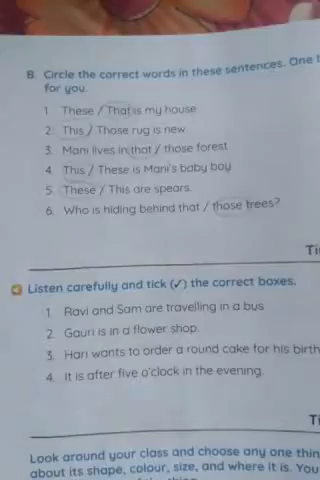 B. Circle the correct words in these sentences. One
for you.
1. These / That is my house.
2. This / Those rug is new.
3. Mani lives in that / those forest.
4. This / These is Mani's baby boy.
5. These / This are spears.
6. Who is hiding behind that / those trees?
Listen carefully and tick (✓) the correct boxes.
1. Ravi and Sam are travelling in a bus.
2. Gauri is in a flower shop.
3. Hari wants to order a round cake for his birth
4. It is after five o'clock in the evening.
Look around your class and choose any one thin
about its shape, colour, size, and where it is. You